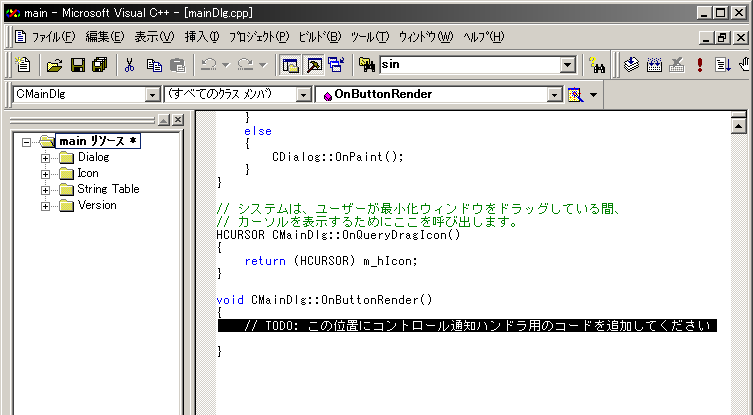 main - Microsoft Visual C++ - [mainDlg.cpp]
ファイル(F) 編集(E) 表示(V) 挿入(I) プロジェクト(P) ビルド(B) ツール(T) ウィンドウ(W) ヘルプ(H)
sin
CMainDlg (すべてのクラス メンバ) OnButtonRender
main リソース *
Dialog
Icon
String Table
Version
}
else
{
CDialog::OnPaint();
}
}
// システムは、ユーザーが最小化ウィンドウをドラッグしている間、
// カーソルを表示するためにここを呼び出します。
HCURSOR CMainDlg::OnQueryDragIcon()
{
return (HCURSOR) m_hIcon;
}
void CMainDlg::OnButtonRender()
{
// TODO: この位置にコントロール通知ハンドラ用のコードを追加してください
}